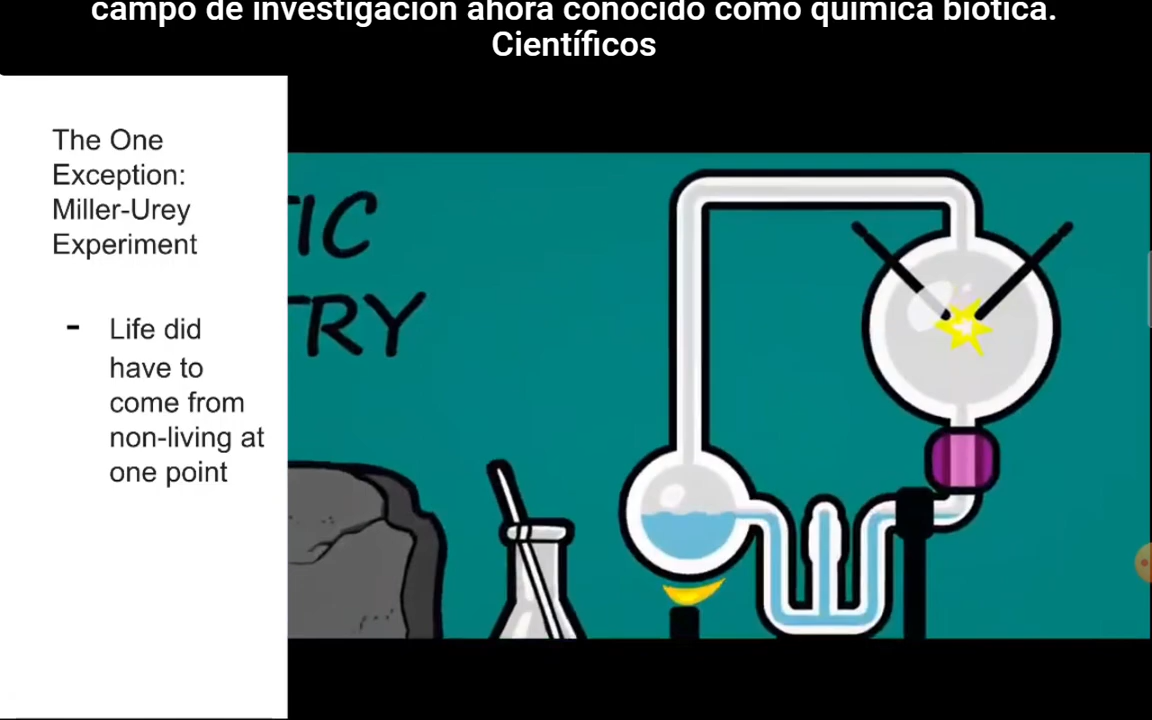 campo de investigación ahora conocido como química biótica.
Científicos
The One
Exception:
Miller-Urey
Experiment
- Life did
have to
come from
non-living at
one point
TIC
TRY